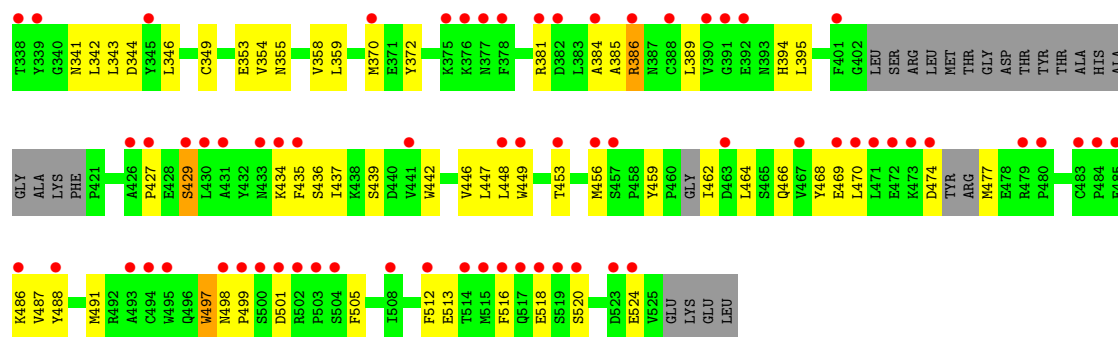 T338 Y339 G340 N341 L342 L343 D344 Y345 L346 C349 E353 V354 N355 V358 L359 M370 E371 Y372 K375 K376 N377 F378 R381 D382 L383 A384 A385 R386 N387 C388 L389 V390 G391 E392 N393 H394 L395 F401 G402 LEU SER ARG LEU MET THR GLY ASP THR TYR THR ALA HIS ALA
GLY ALA LYS PHE P421 A426 P427 E428 S429 L430 A431 Y432 N433 K434 F435 S436 I437 K438 S439 D440 V441 W442 V446 L447 L448 W449 T453 M456 S457 P458 Y459 P460 GLY I462 D463 L464 S465 Q466 V467 Y468 E469 L470 L471 E472 K473 D474 TYR ARG M477 E478 R479 P480 C483 P484 E485
K486 V487 Y488 M491 R492 A493 C494 W495 Q496 W497 N498 P499 S500 D501 R502 P503 S504 F505 I508 F512 E513 T514 M515 F516 Q517 E518 S519 S520 D523 E524 V525 GLU LYS GLU LEU